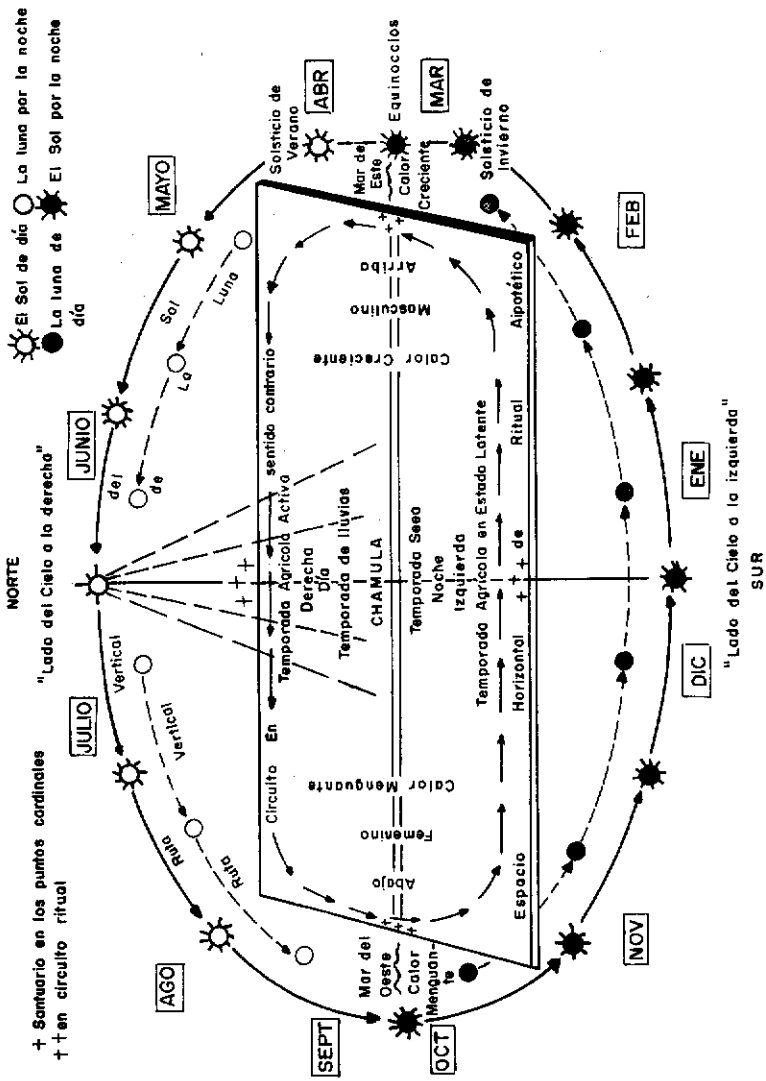 + Santuario en los puntos cardinales
+ + en circuito ritual
NORTE
"Lado del Cielo a la derecha"
El Sol de día
La luna por la noche
La luna de día
El Sol por la noche
JULIO
JUNIO
AGO
MAYO
Ruta Vertical del Sol
Ruta Vertical de La Luna
SEPT
Solsticio de
Verano
ABR
Circuito En sentido contrario
Temporada Agrícola Activa
Derecha
Día
Temporada de lluvias
Mar del
Oeste
Calor
Menguan-
te
Abajo
Femenino
Calor Menguante
CHAMULA
Calor Creciente
Masculino
Arriba
Mar del
Este
Calor
Creciente
Equinoccios
OCT
Temporada Seea
Noche
Izquierda
MAR
Temporada Agrícola en Estado Latente
Solsticio de
Invierno
Espacio Horizontal de Ritual Aipotético
NOV
FEB
DIC
ENE
"Lado del Cielo a la izquierda"
SUR